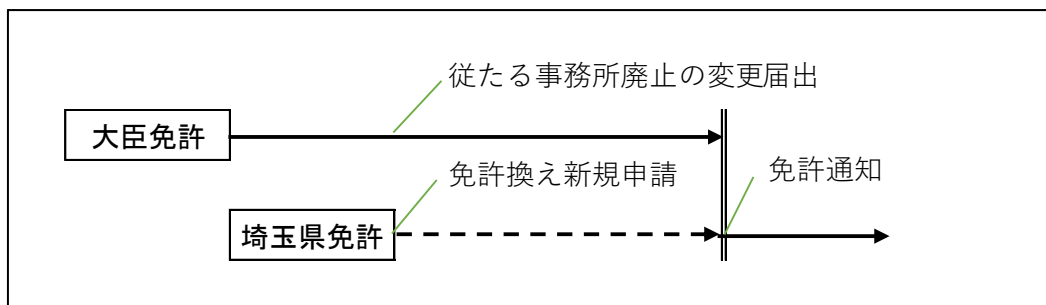 従たる事務所廃止の変更届出
大臣免許
免許換え新規申請
免許通知
埼玉県免許